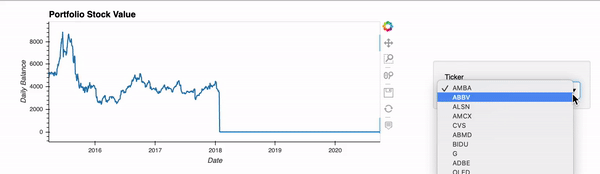 Portfolio Stock Value
8000
6000
4000
2000
0
Daily Balance
2016
2017
2018
2019
2020
Date
Ticker
✓ AMBA
ABBV
ALSN
AMCX
CVS
ABMD
BIDU
G
ADBE
QLED